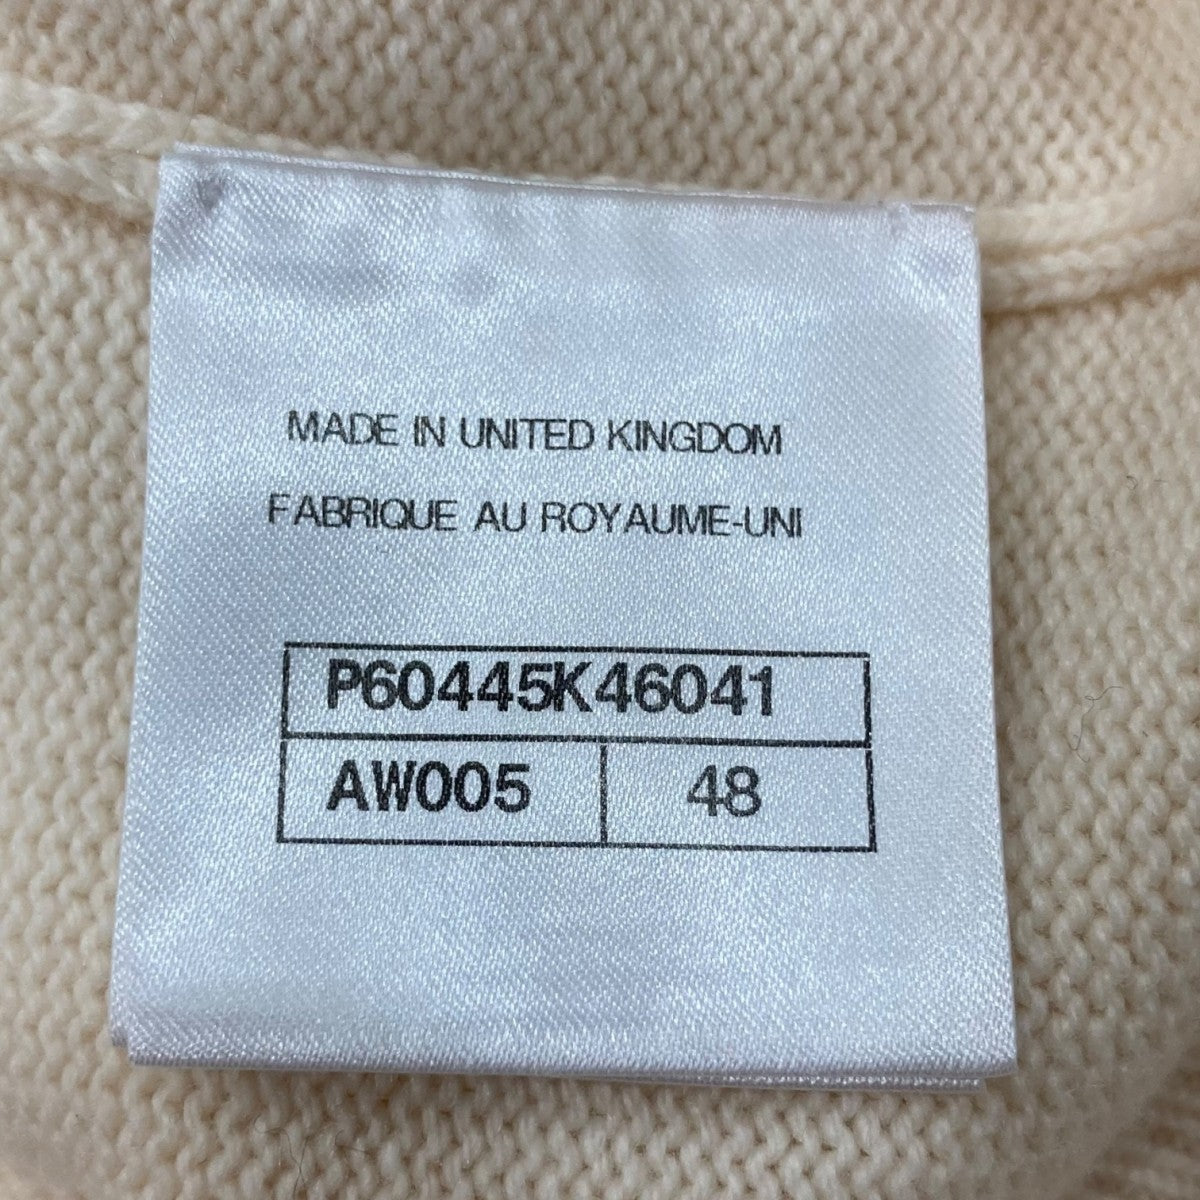 MADE IN UNITED KINGDOM
FABRIQUE AU ROYAUME-UNI
P60445K46041
AW005 48